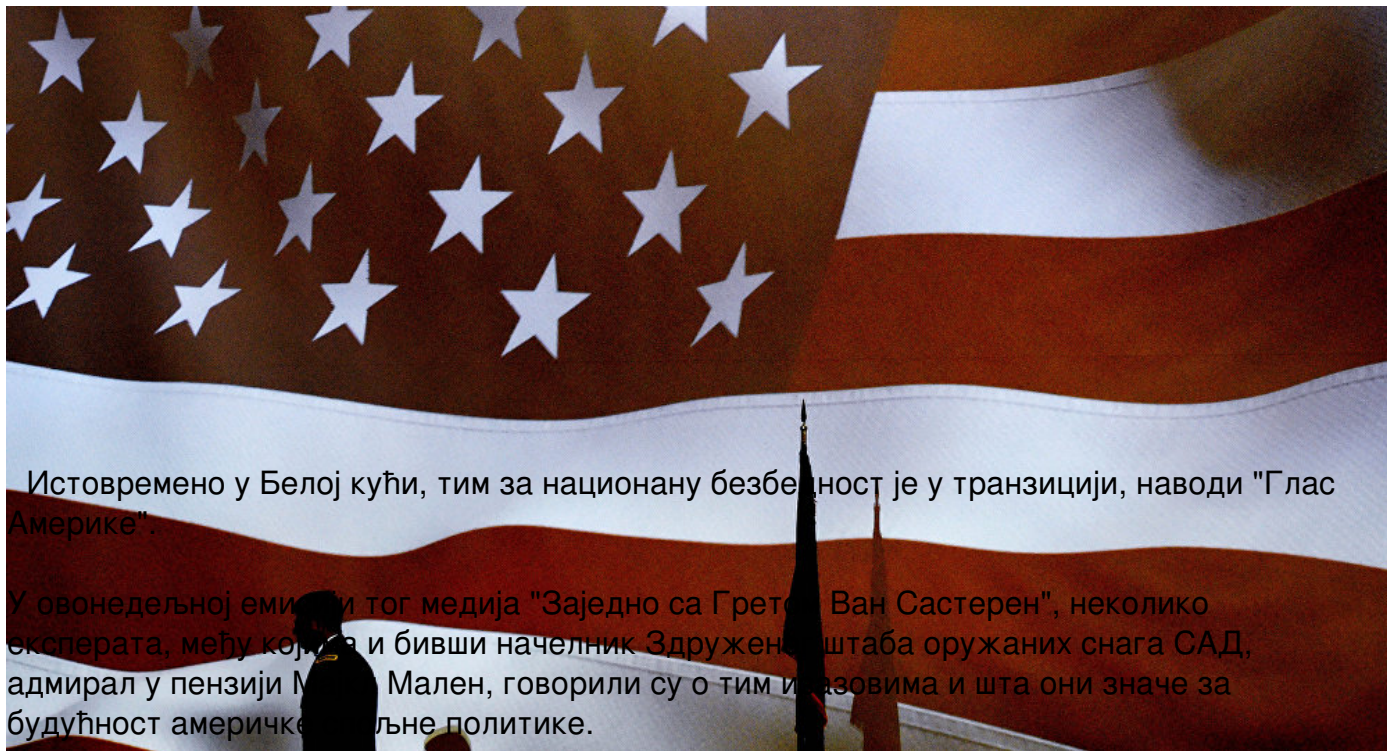 Истовремено у Белој кући, тим за национану безбедност је у транзицији, наводи "Глас
Америке".
У овонедељној тог медија "Заједно са Ван Састерен", неколико
експерата, међу и бивши начелник штаба оружаних снага САД,
адмирал у пензији Мален, говорили су о тим и шта они значе за
будућност политике.